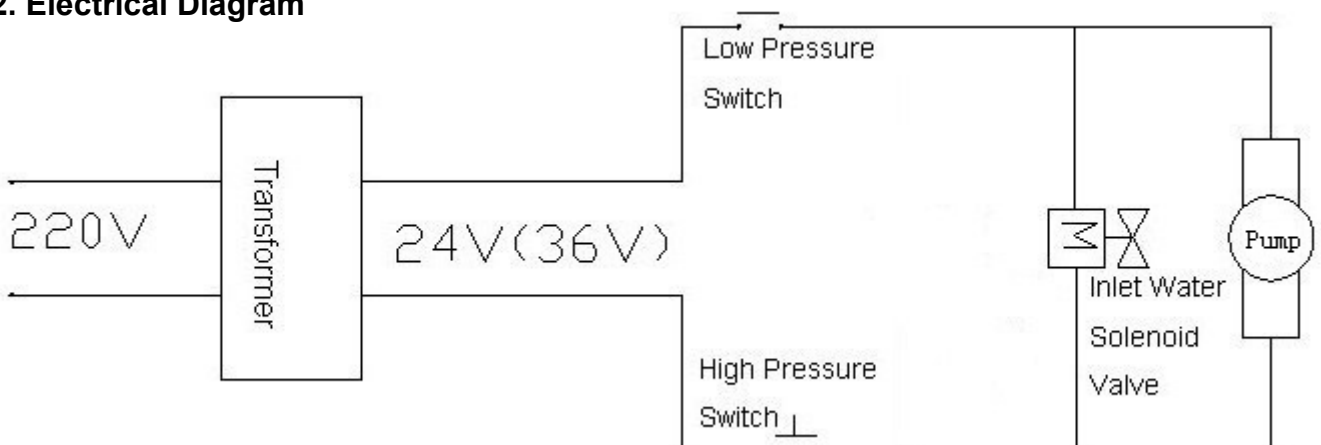 2. Electrical Diagram
Low Pressure
Switch
Transformer
220V
24V(36V)
Pump
Inlet Water
Solenoid
Valve
High Pressure
Switch